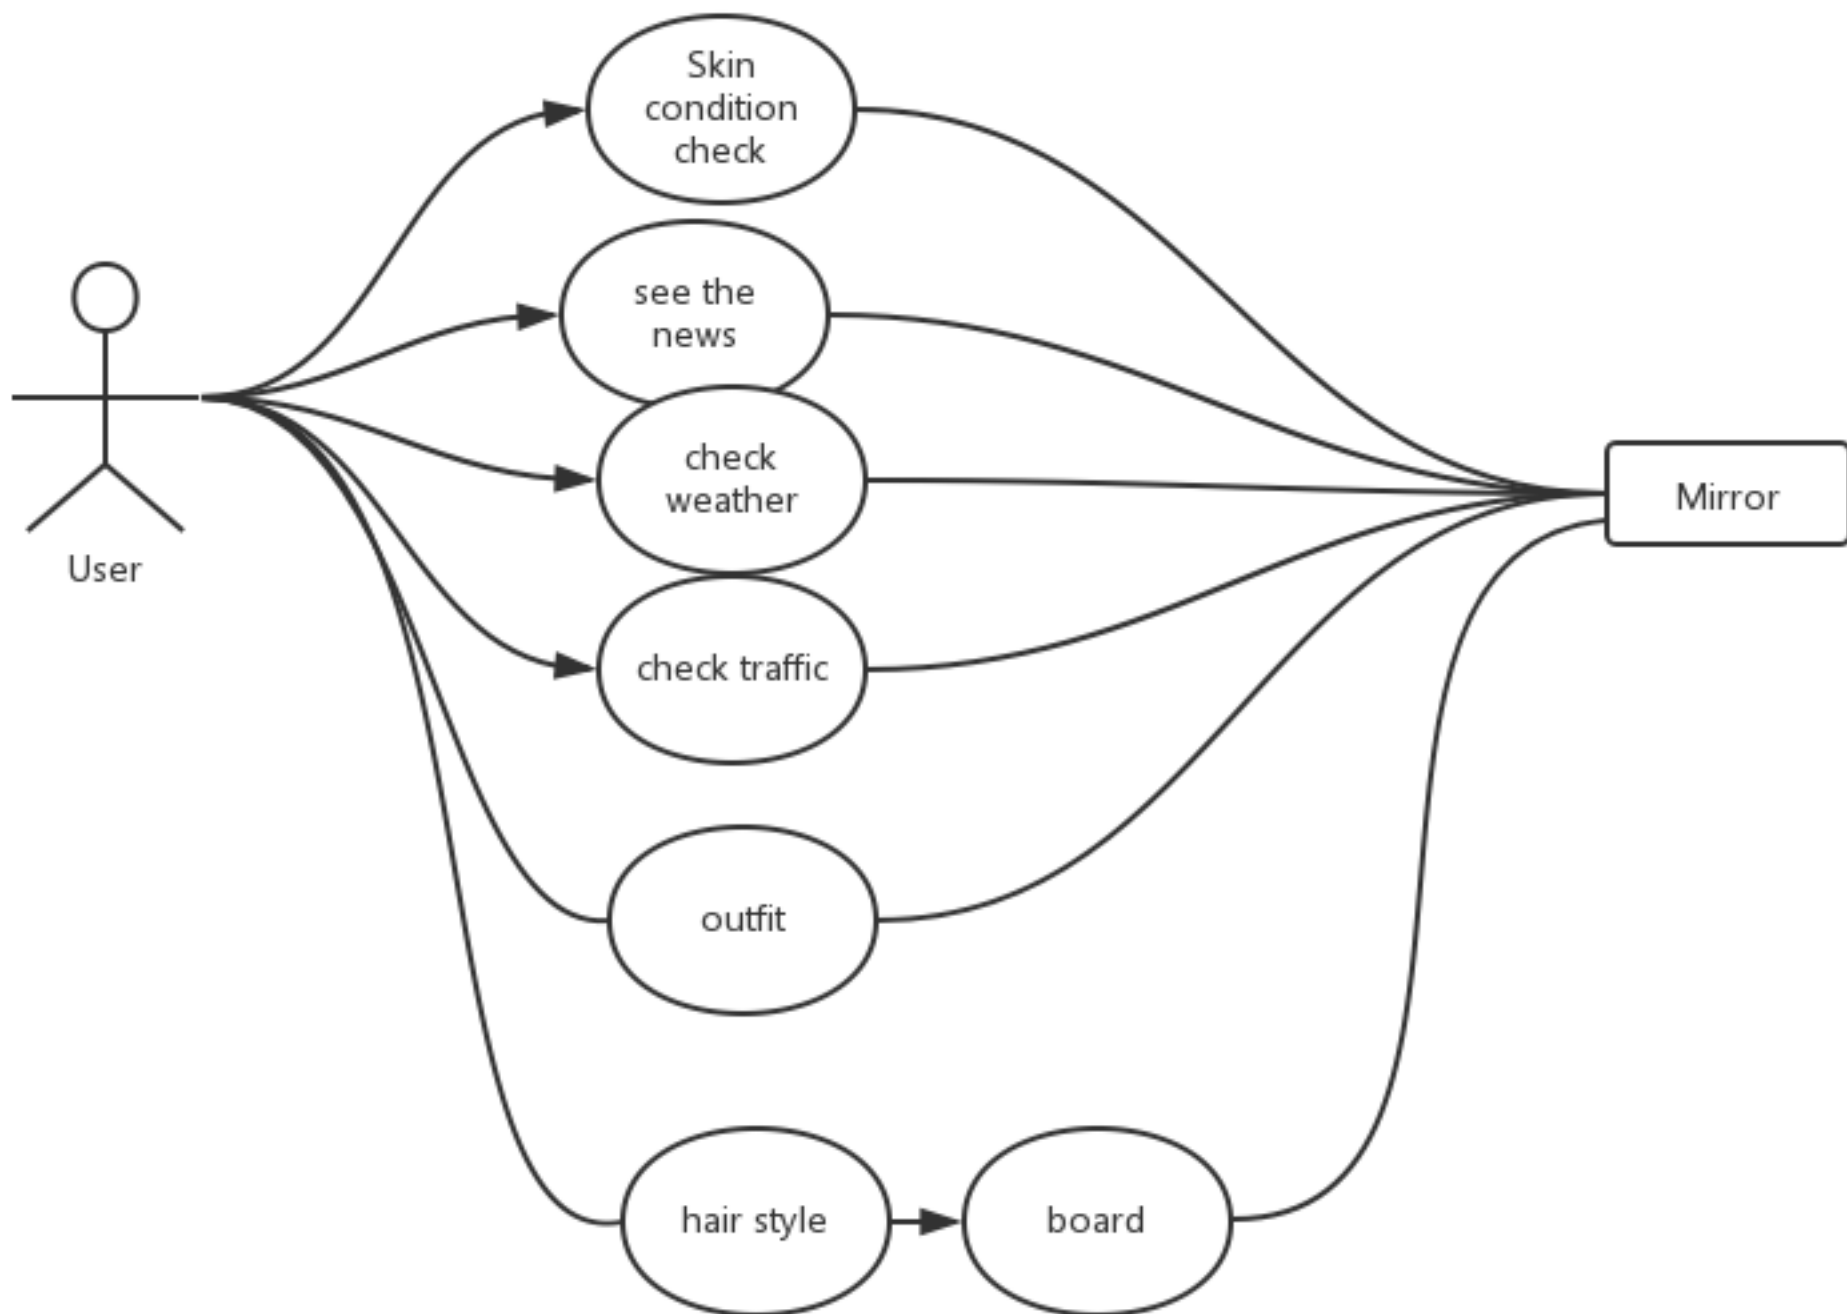 Skin
condition
check
see the
news
check
weather
Mirror
User
check traffic
outfit
hair style
board